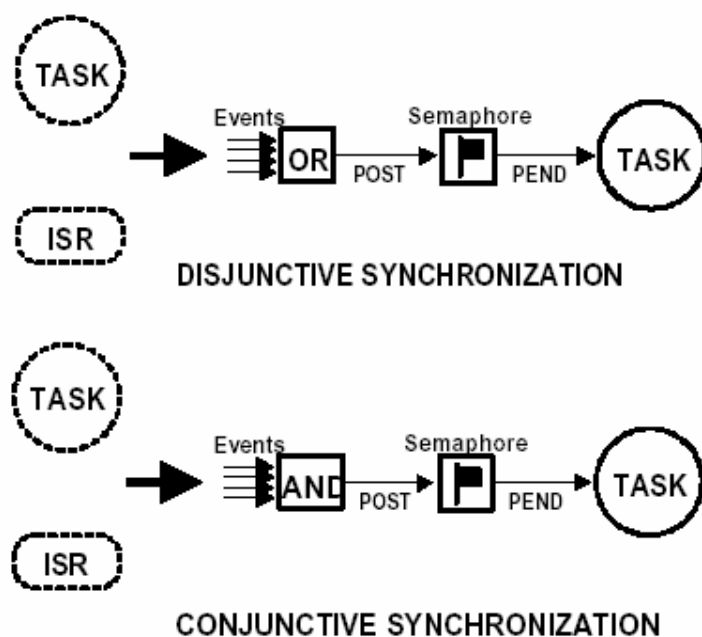 TASK
Events
Semaphore
OR
TASK
POST
PEND
ISR
DISJUNCTIVE SYNCHRONIZATION
TASK
Events
Semaphore
AND
TASK
POST
PEND
ISR
CONJUNCTIVE SYNCHRONIZATION